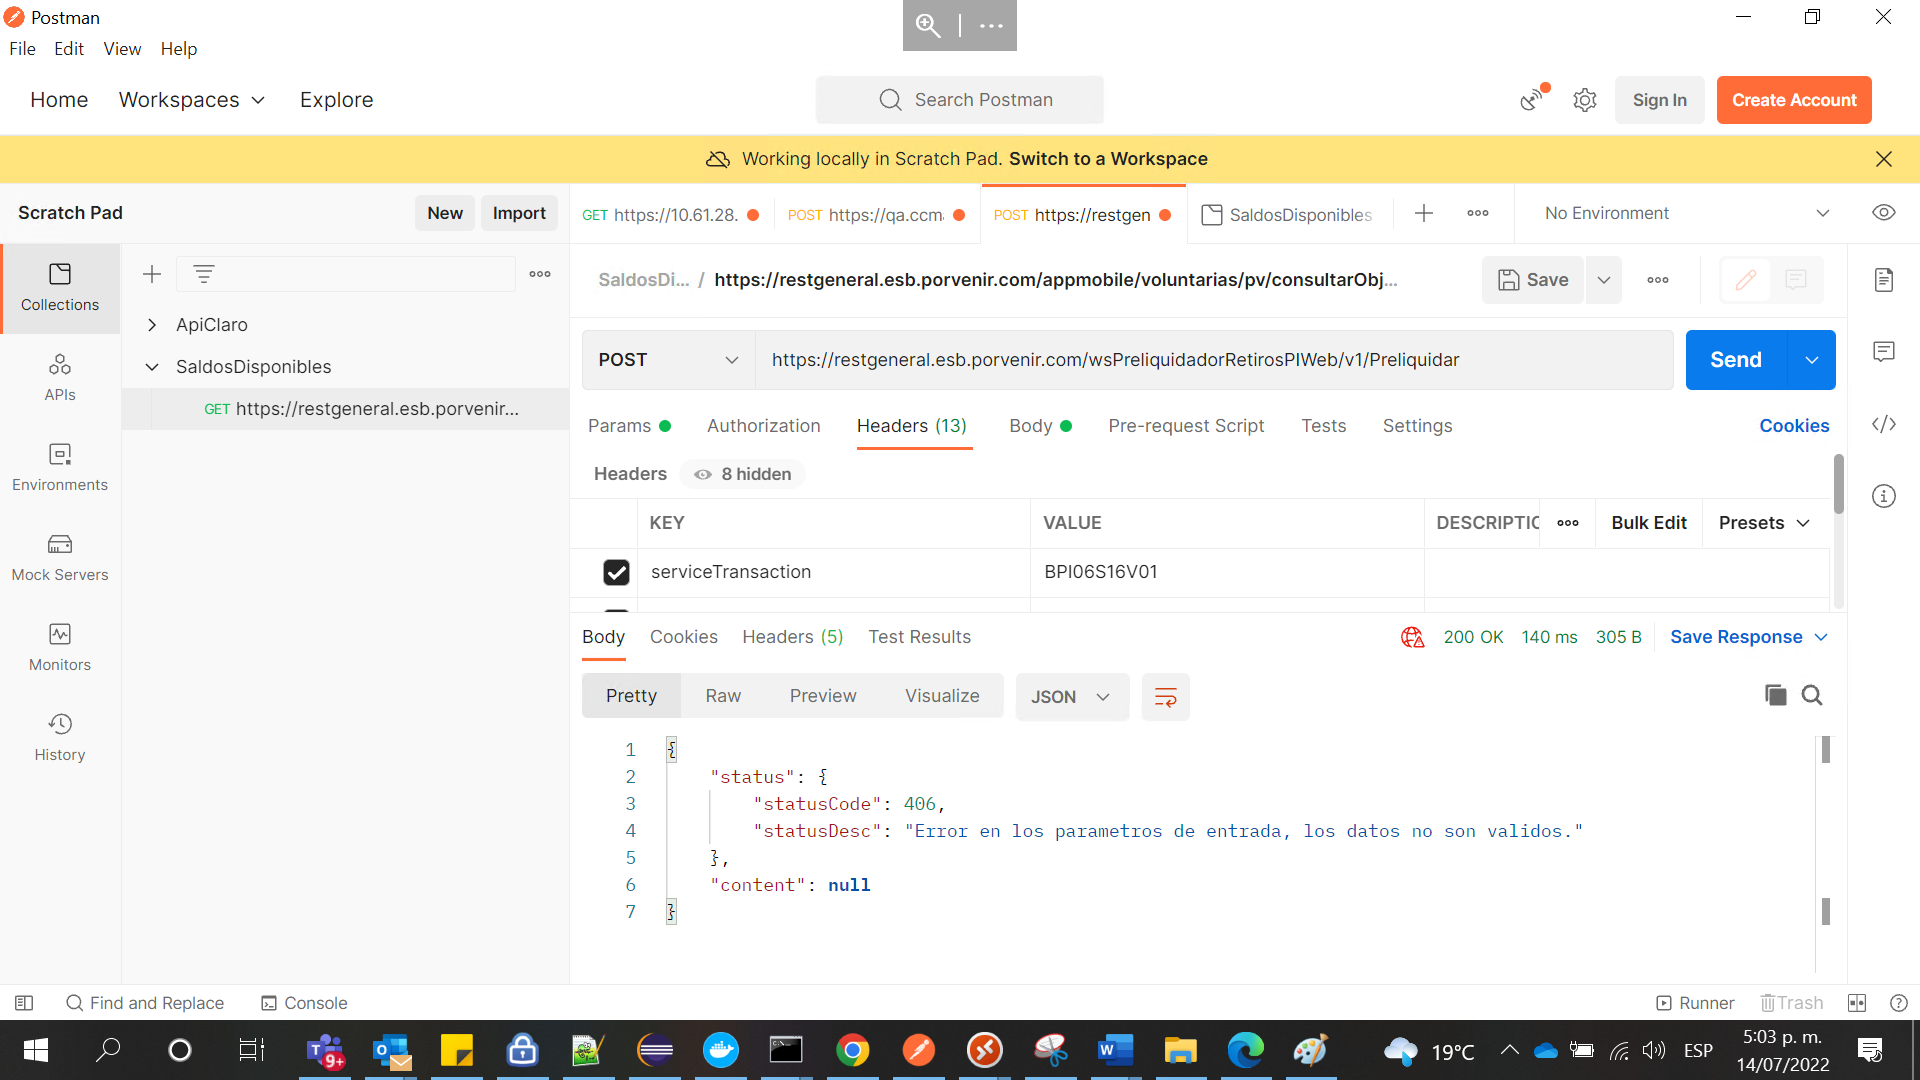 Postman
File Edit View Help
Home Workspaces Explore
Search Postman
Sign In Create Account
Working locally in Scratch Pad. Switch to a Workspace
Scratch Pad New Import
GET https://10.61.28. POST https://qa.ccm. POST https://restgen SaldosDisponibles
No Environment
Collections
APIs
Environments
Mock Servers
Monitors
History
ApiClaro
SaldosDisponibles
GET https://restgeneral.esb.porvenir...
SaldosDi... / https://restgeneral.esb.porvenir.com/appmobile/voluntarias/pv/consultarObj...
Save
POST https://restgeneral.esb.porvenir.com/wsPreliquidadorRetirosPIWeb/v1/Preliquidar
Send
Params Authorization Headers (13) Body Pre-request Script Tests Settings Cookies
Headers 8 hidden
KEY VALUE DESCRIPTIC Bulk Edit Presets
serviceTransaction BPI06S16V01
Body Cookies Headers (5) Test Results
200 OK 140 ms 305 B Save Response
Pretty Raw Preview Visualize JSON
1 {
2 "status": {
3 "statusCode": 406,
4 "statusDesc": "Error en los parametros de entrada, los datos no son validos."
5 },
6 "content": null
7 }
Find and Replace Console
Runner Trash
9+
19°C
ESP
5:03 p. m.
14/07/2022